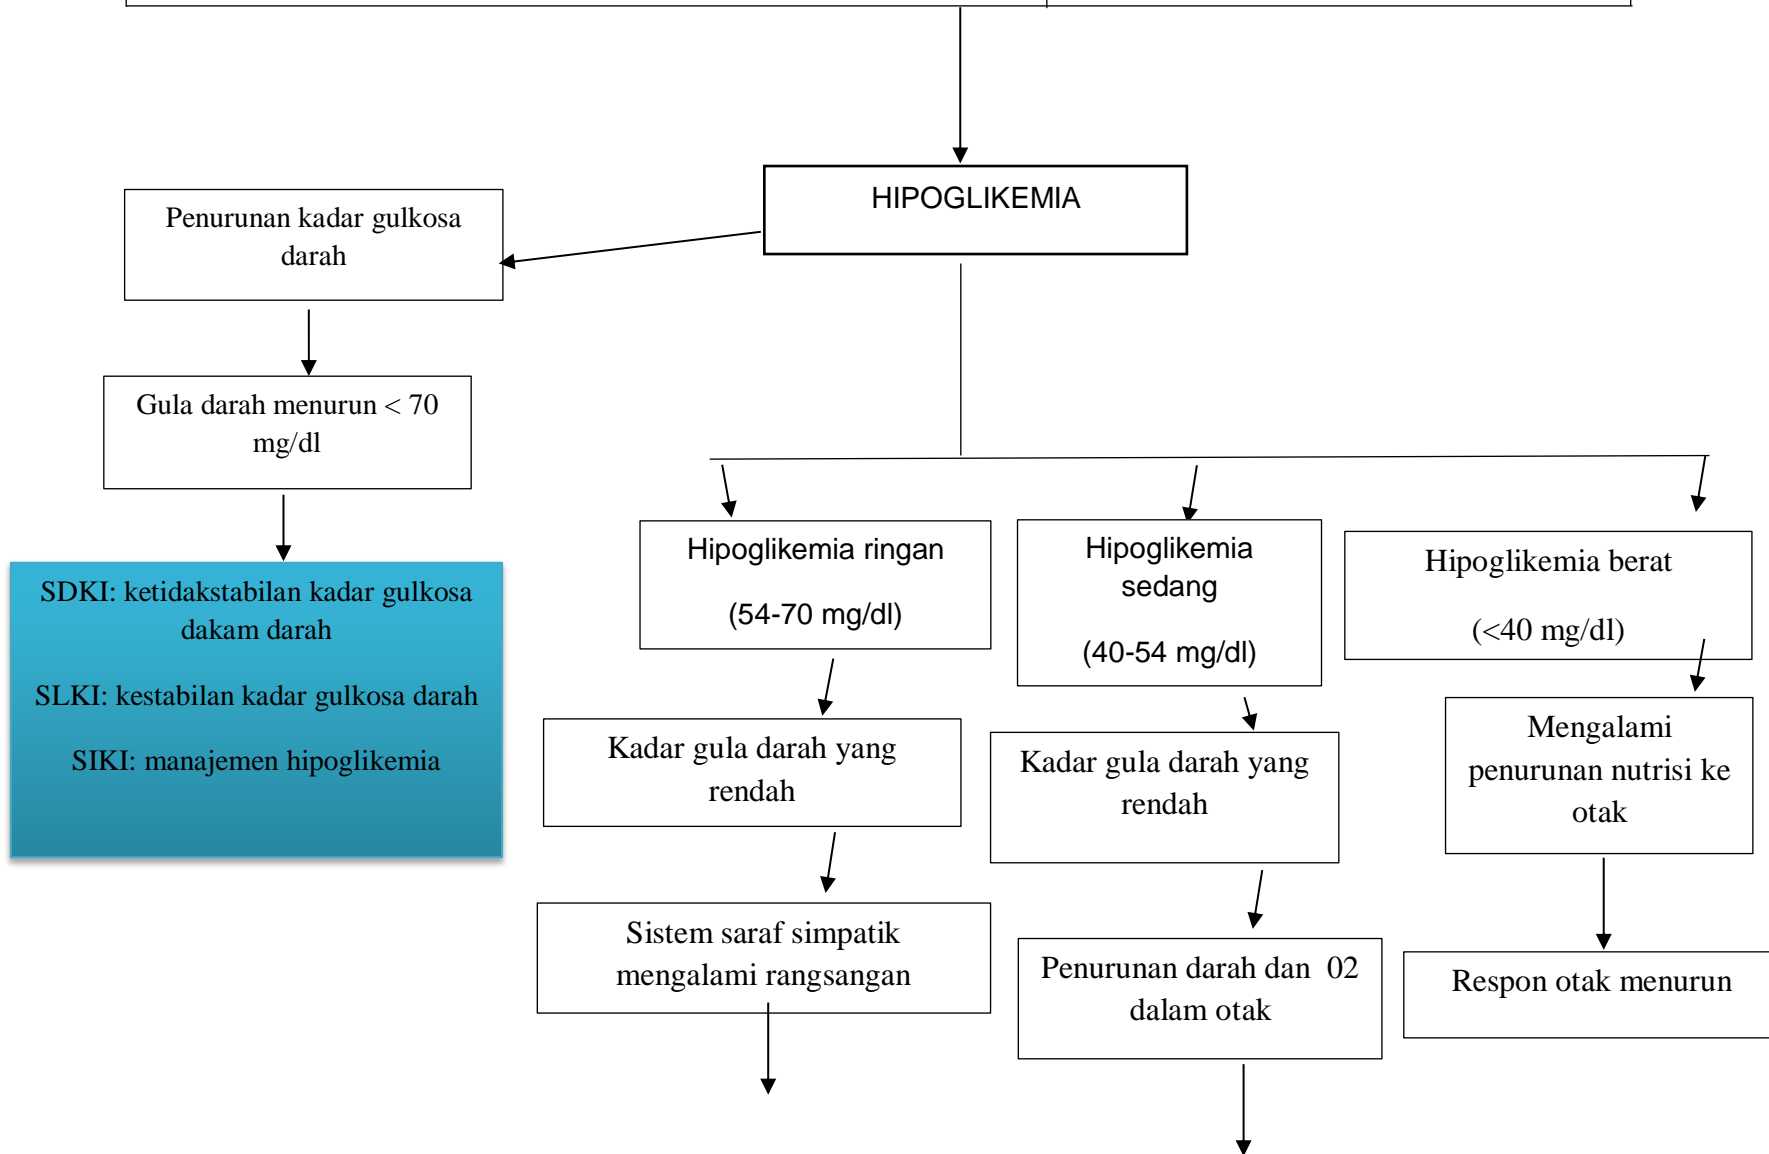 HIPOGLIKEMIA
Penurunan kadar gulkosa
darah
Gula darah menurun < 70
mg/dl
SDKI: ketidakstabilan kadar gulkosa
dakam darah
SLKI: kestabilan kadar gulkosa darah
SIKI: manajemen hipoglikemia
Hipoglikemia ringan
(54-70 mg/dl)
Kadar gula darah yang
rendah
Sistem saraf simpatik
mengalami rangsangan
Hipoglikemia
sedang
(40-54 mg/dl)
Kadar gula darah yang
rendah
Penurunan darah dan  02
dalam otak
Hipoglikemia berat
(<40 mg/dl)
Mengalami
penurunan nutrisi ke
otak
Respon otak menurun